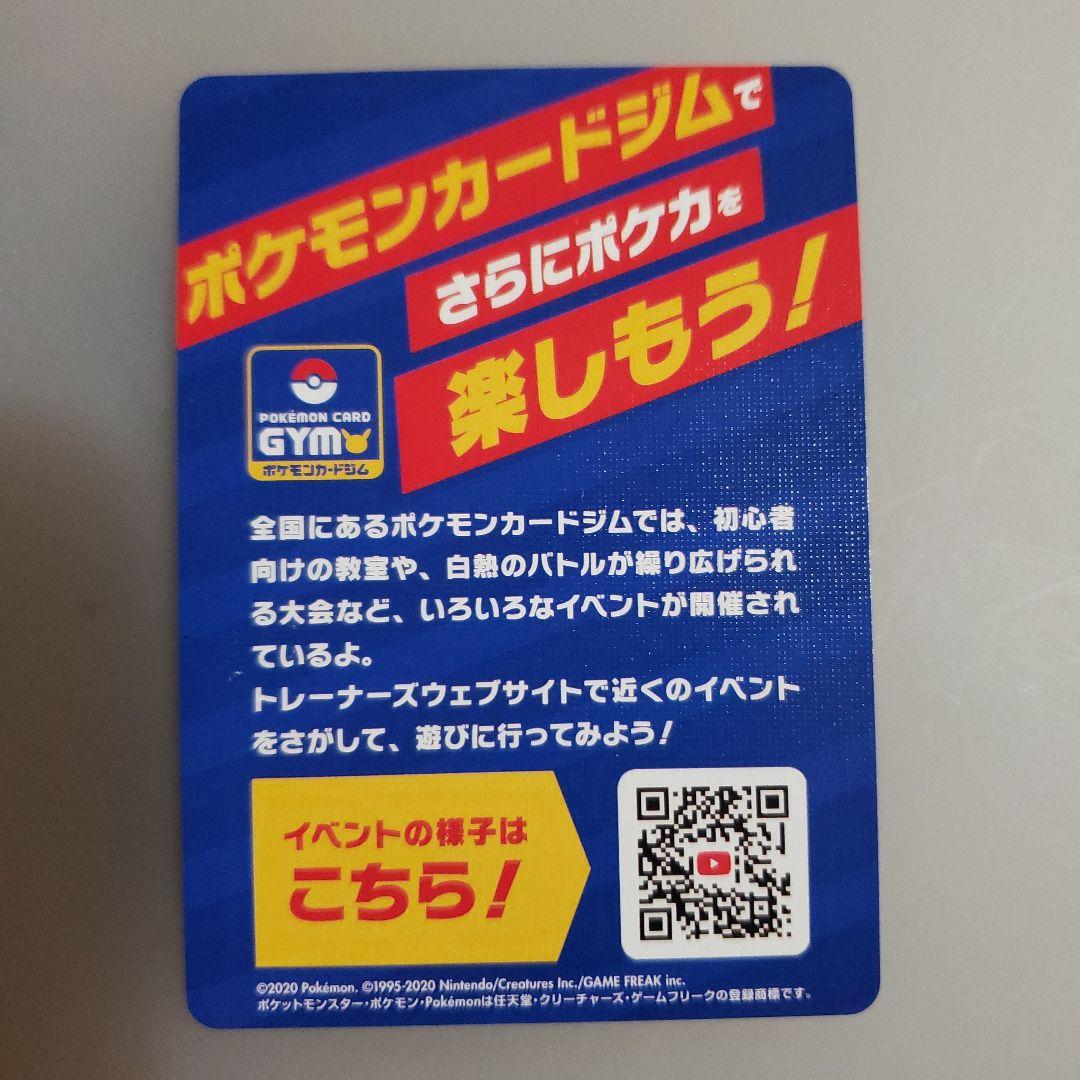 ポケモンカードジムで
さらにポケカを
楽しもう!
POKÉMON CARD
GYM
ポケモンカードジム
全国にあるポケモンカードジムでは、初心者
向けの教室や、白熱のバトルが繰り広げられ
る大会など、いろいろなイベントが開催され
ているよ。
トレーナーズウェブサイトで近くのイベント
をさがして、遊びに行ってみよう!
イベントの様子は
こちら!
©2020 Pokémon. ©1995-2020 Nintendo/Creatures Inc./GAME FREAK inc.
ポケットモンスター・ポケモン・Pokémonは任天堂・クリーチャーズ・ゲームフリークの登録商標です。